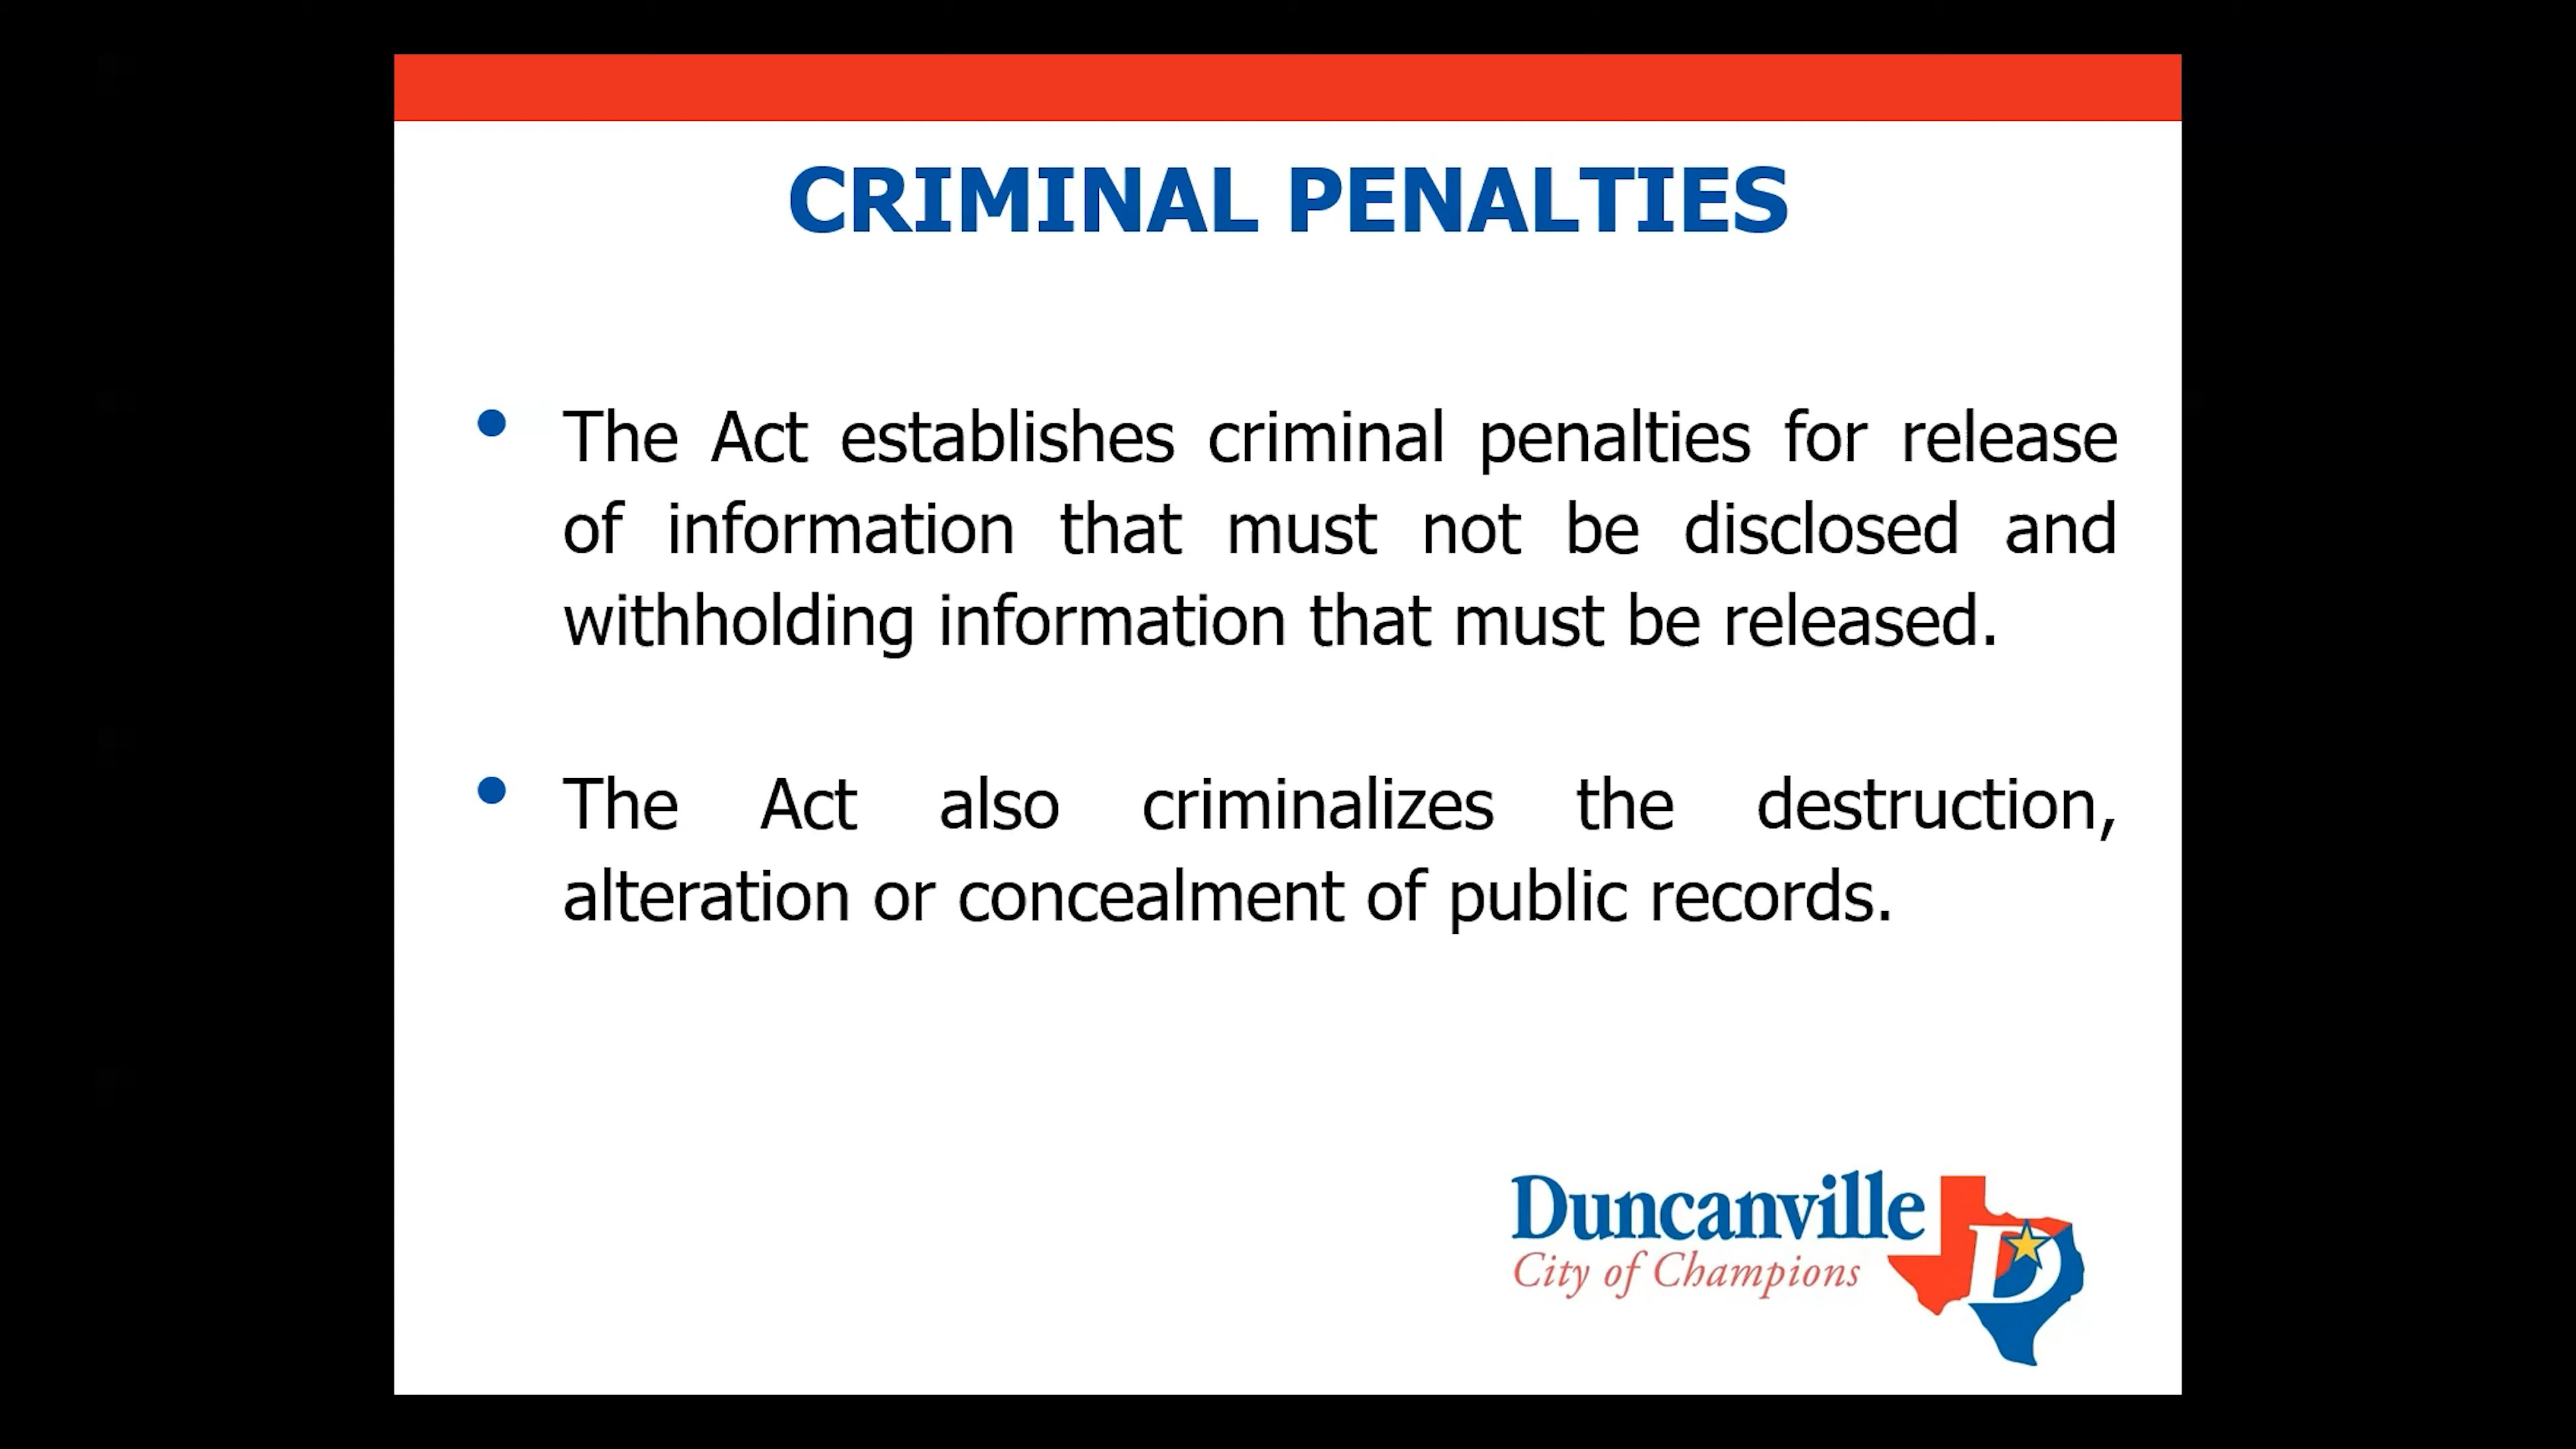 CRIMINAL PENALTIES
• The Act establishes criminal penalties for release
of information that must not be disclosed and
withholding information that must be released.
• The Act also criminalizes the destruction,
alteration or concealment of public records.
Duncanville
City of Champions
D